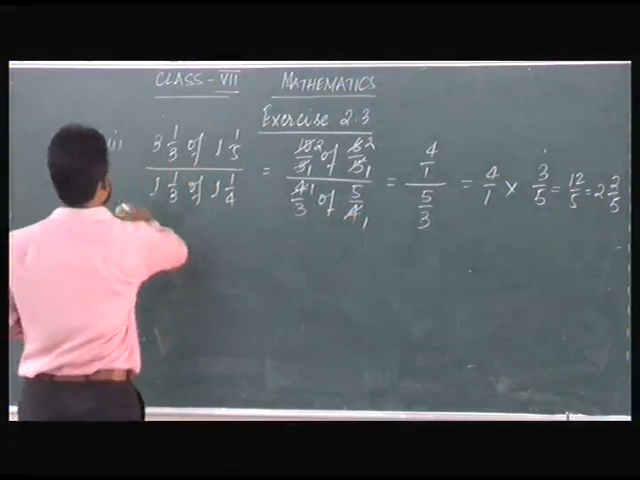 CLASS - VII MATHEMATICS
Exercise 2.3
ii (3 1/3 of 1 1/5) / (1 1/3 of 1 1/4) = (10/3 of 6/5) / (4/3 of 5/4) = (4/1) / (5/3) = 4/1 × 3/5 = 12/5 = 2 2/5